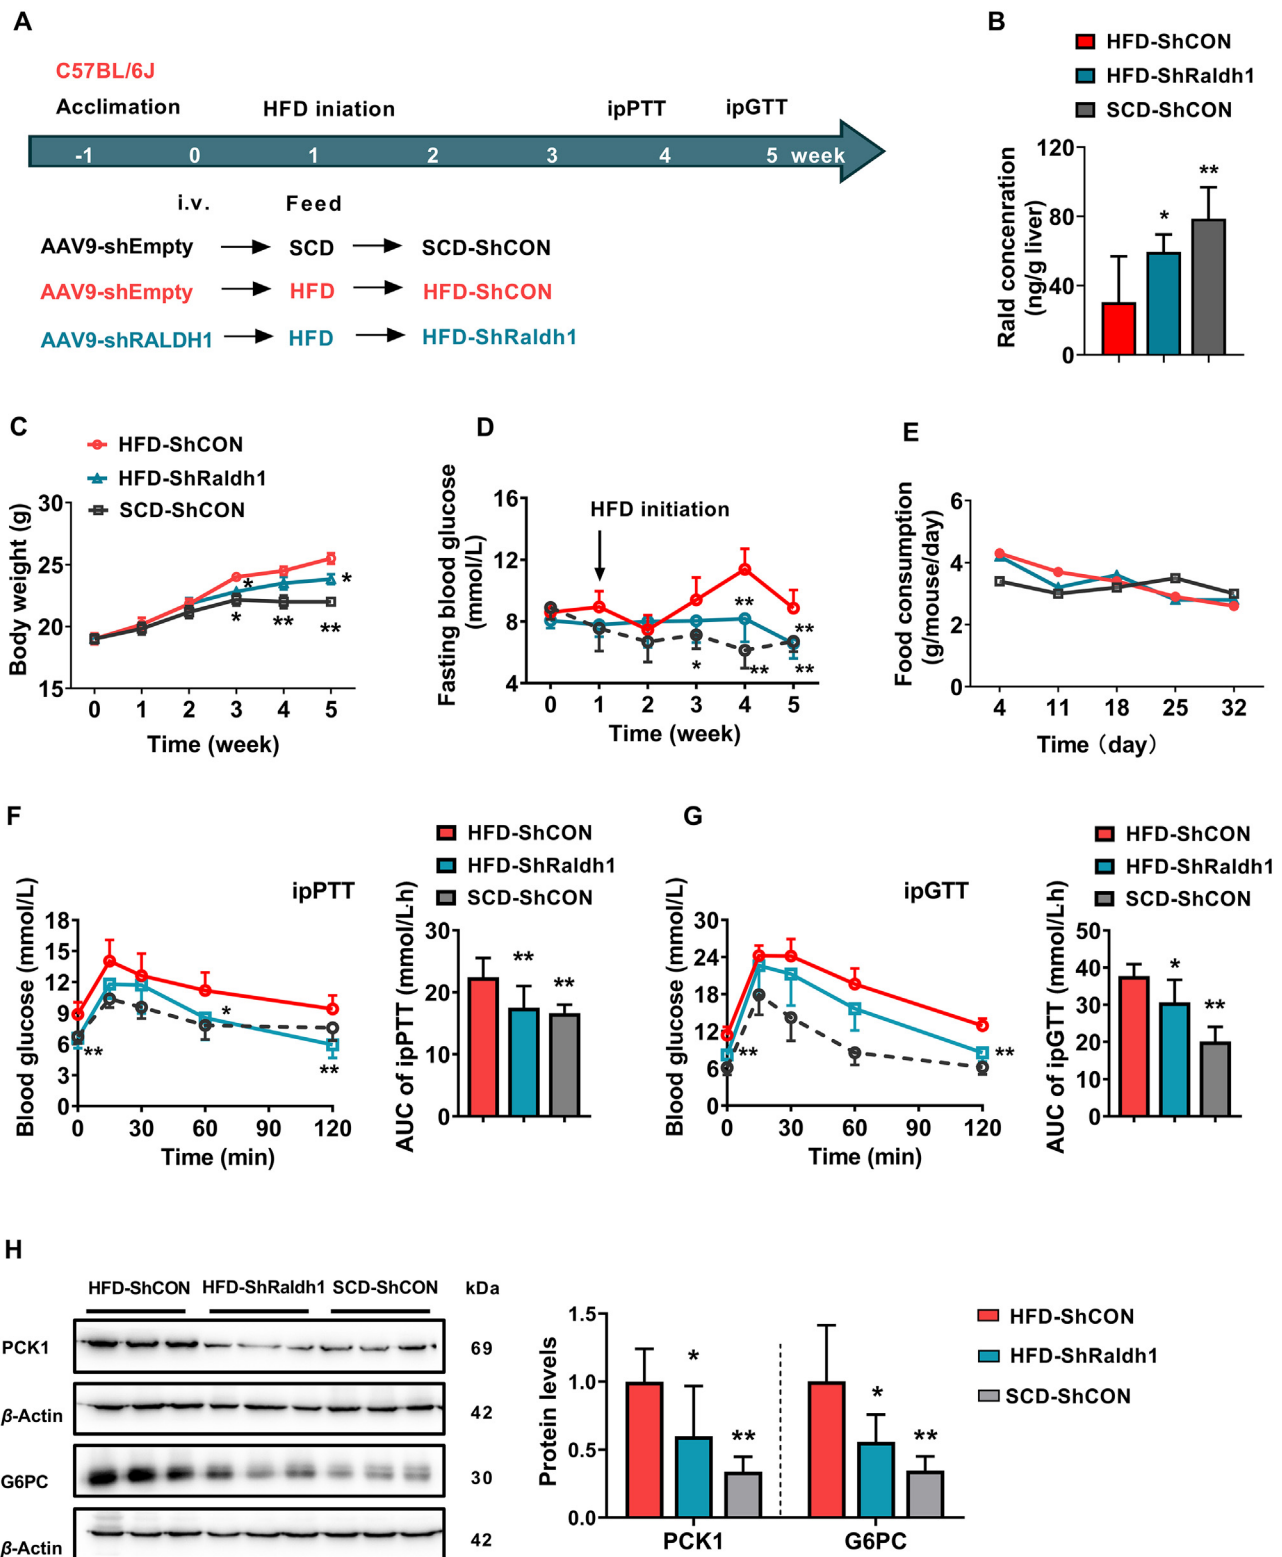 A
C57BL/6J
Acclimation
HFD iniation
ipPTT
ipGTT
-1 0 1 2 3 4 5 week
i.v.
Feed
AAV9-shEmpty SCD SCD-ShCON
AAV9-shEmpty HFD HFD-ShCON
AAV9-shRALDH1 HFD HFD-ShRaldh1
B
HFD-ShCON
HFD-ShRaldh1
SCD-ShCON
Rald concenration
(ng/g liver)
120
80
40
0
*
**
C
HFD-ShCON
HFD-ShRaldh1
SCD-ShCON
Body weight (g)
30
25
20
15
*
*
*
**
**
0 1 2 3 4 5
Time (week)
D
Fasting blood glucose
(mmol/L)
HFD initiation
16
12
8
4
**
**
*
**
**
0 1 2 3 4 5
Time (week)
E
Food consumption
(g/mouse/day)
6
4
2
0
4 11 18 25 32
Time（day）
F
ipPTT
Blood glucose (mmol/L)
18
15
12
9
6
3
0
**
*
**
0 30 60 90 120
Time (min)
HFD-ShCON
HFD-ShRaldh1
SCD-ShCON
AUC of ipPTT (mmol/L·h)
30
20
10
0
**
**
G
ipGTT
Blood glucose (mmol/L)
30
24
18
12
6
0
**
**
0 30 60 90 120
Time (min)
HFD-ShCON
HFD-ShRaldh1
SCD-ShCON
AUC of ipGTT (mmol/L·h)
50
40
30
20
10
0
*
**
H
HFD-ShCON HFD-ShRaldh1 SCD-ShCON kDa
PCK1 69
β-Actin 42
G6PC 30
β-Actin 42
Protein levels
1.5
1.0
0.5
0.0
*
**
*
**
PCK1 G6PC
HFD-ShCON
HFD-ShRaldh1
SCD-ShCON